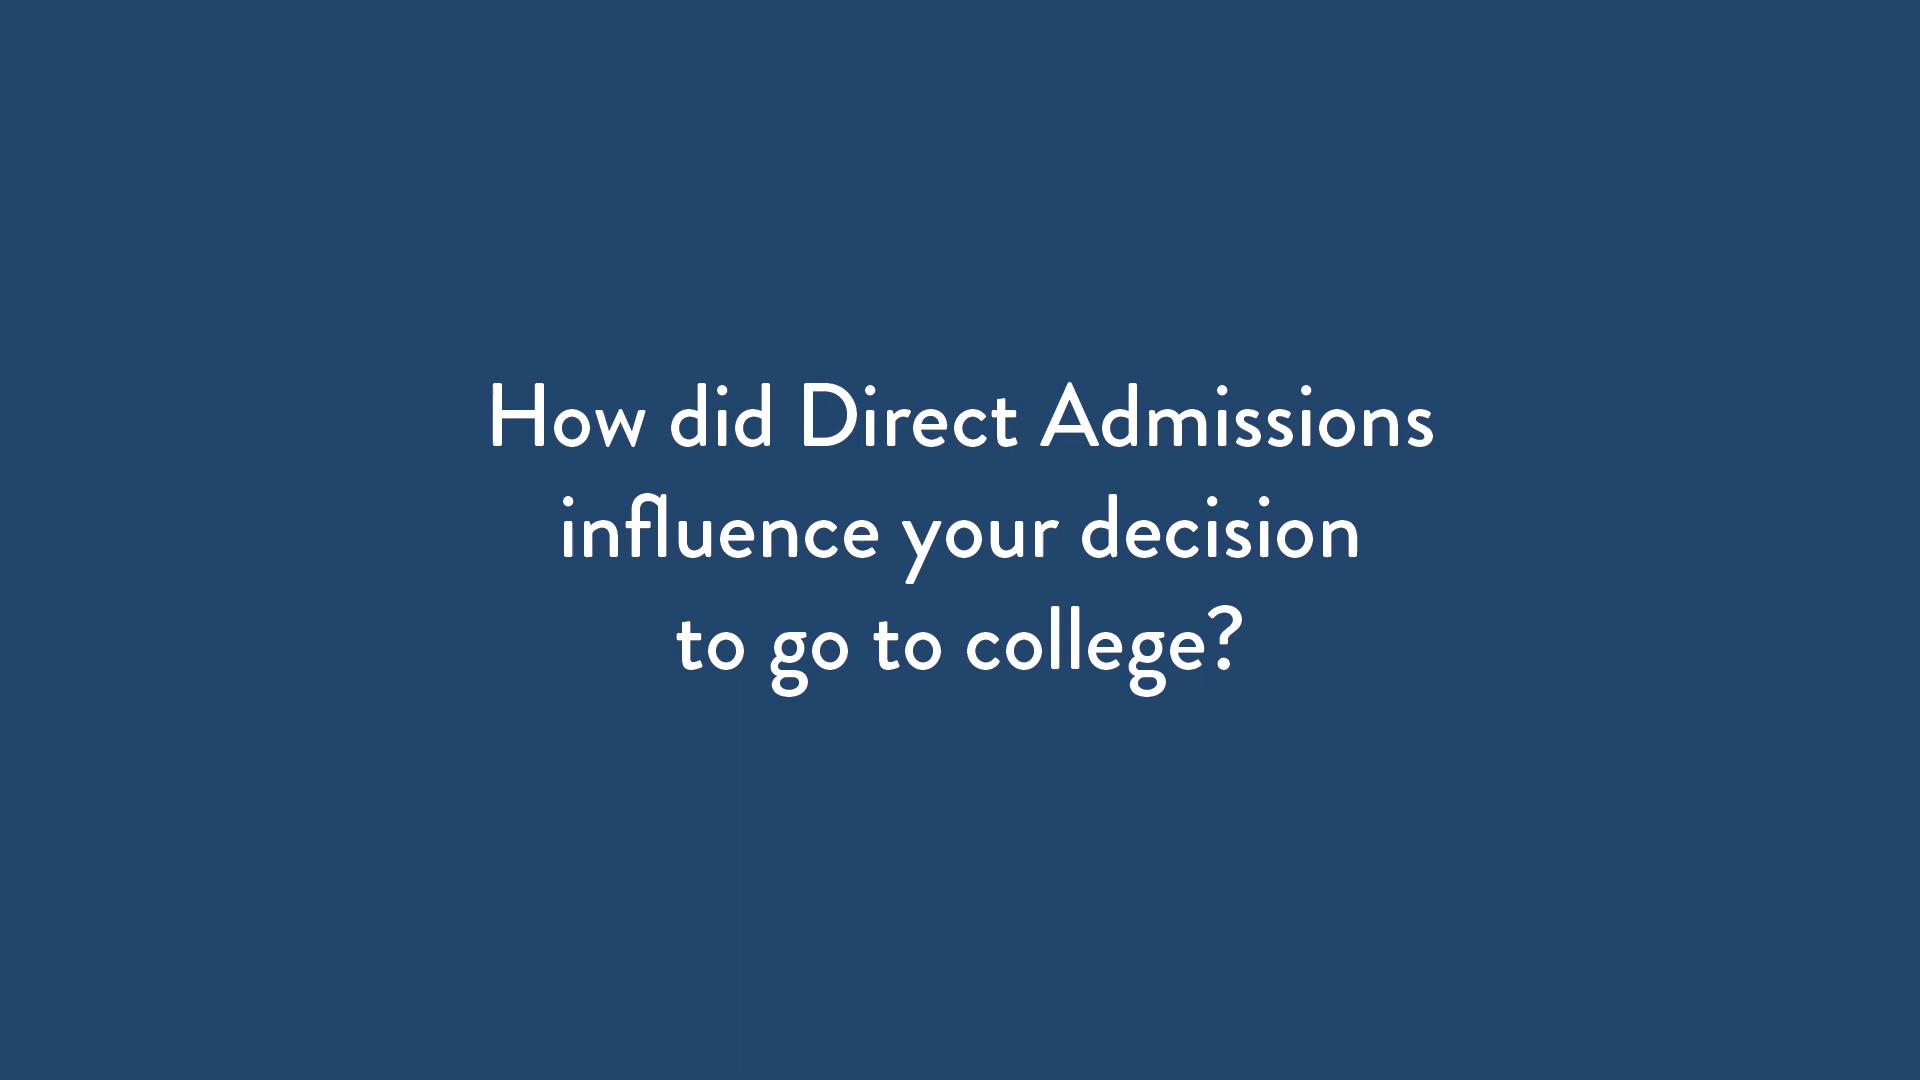 How did Direct Admissions
influence your decision
to go to college?